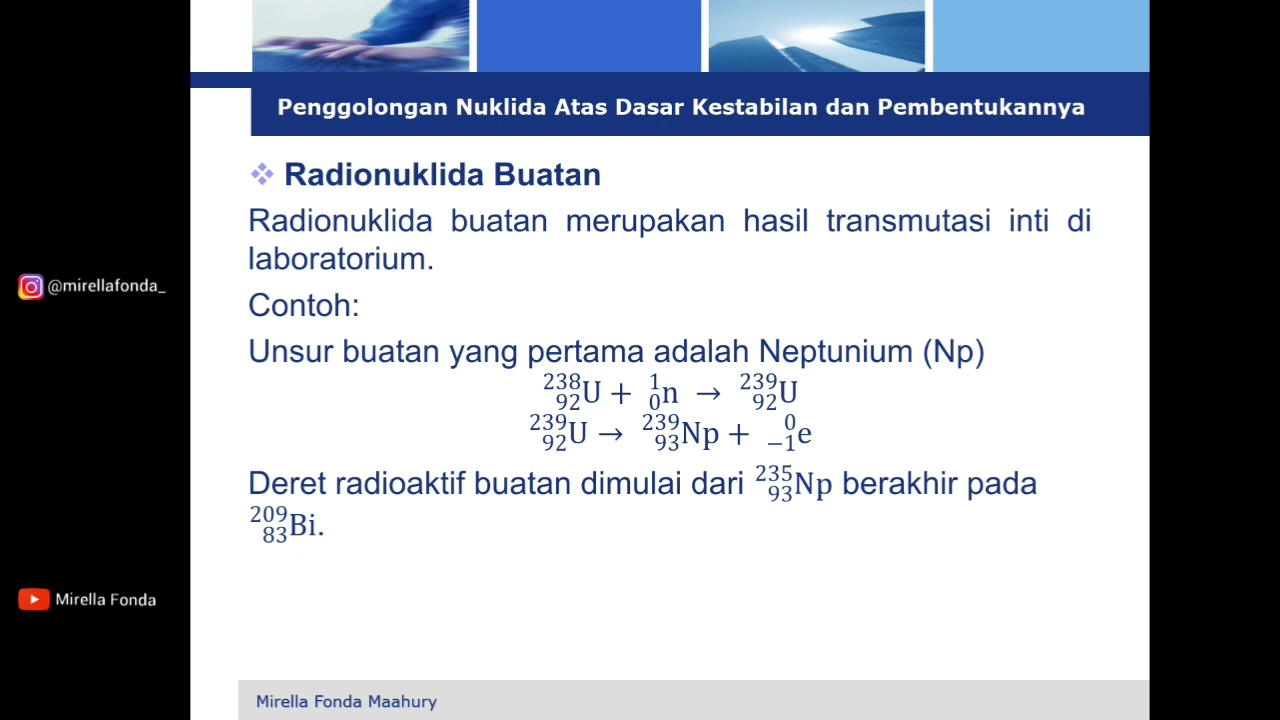 Penggolongan Nuklida Atas Dasar Kestabilan dan Pembentukannya
Radionuklida Buatan
Radionuklida buatan merupakan hasil transmutasi inti di
laboratorium.
Contoh:
Unsur buatan yang pertama adalah Neptunium (Np)
²³⁸₉₂U + ¹₀n → ²³⁹₉₂U
²³⁹₉₂U → ²³⁹₉₃Np + ⁰₋₁e
Deret radioaktif buatan dimulai dari ²³⁵₉₃Np berakhir pada
²⁰⁹₈₃Bi.
@mirellafonda_
Mirella Fonda
Mirella Fonda Maahury